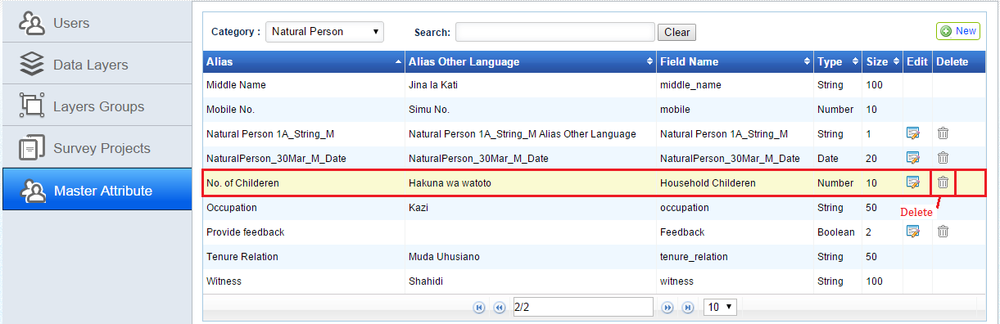 Users
Data Layers
Layers Groups
Survey Projects
Master Attribute
Category : Natural Person Search: Clear New
Alias Alias Other Language Field Name Type Size Edit Delete
Middle Name Jina la Kati middle_name String 100
Mobile No. Simu No. mobile Number 10
Natural Person 1A_String_M Natural Person 1A_String_M Alias Other Language Natural Person 1A_String_M String 1
NaturalPerson_30Mar_M_Date NaturalPerson_30Mar_M_Date NaturalPerson_30Mar_M_Date Date 20
No. of Childeren Hakuna wa watoto Household Childeren Number 10
Occupation Kazi occupation String 50
Delete
Provide feedback Feedback Boolean 2
Tenure Relation Muda Uhusiano tenure_relation String 50
Witness Shahidi witness String 100
2/2 10